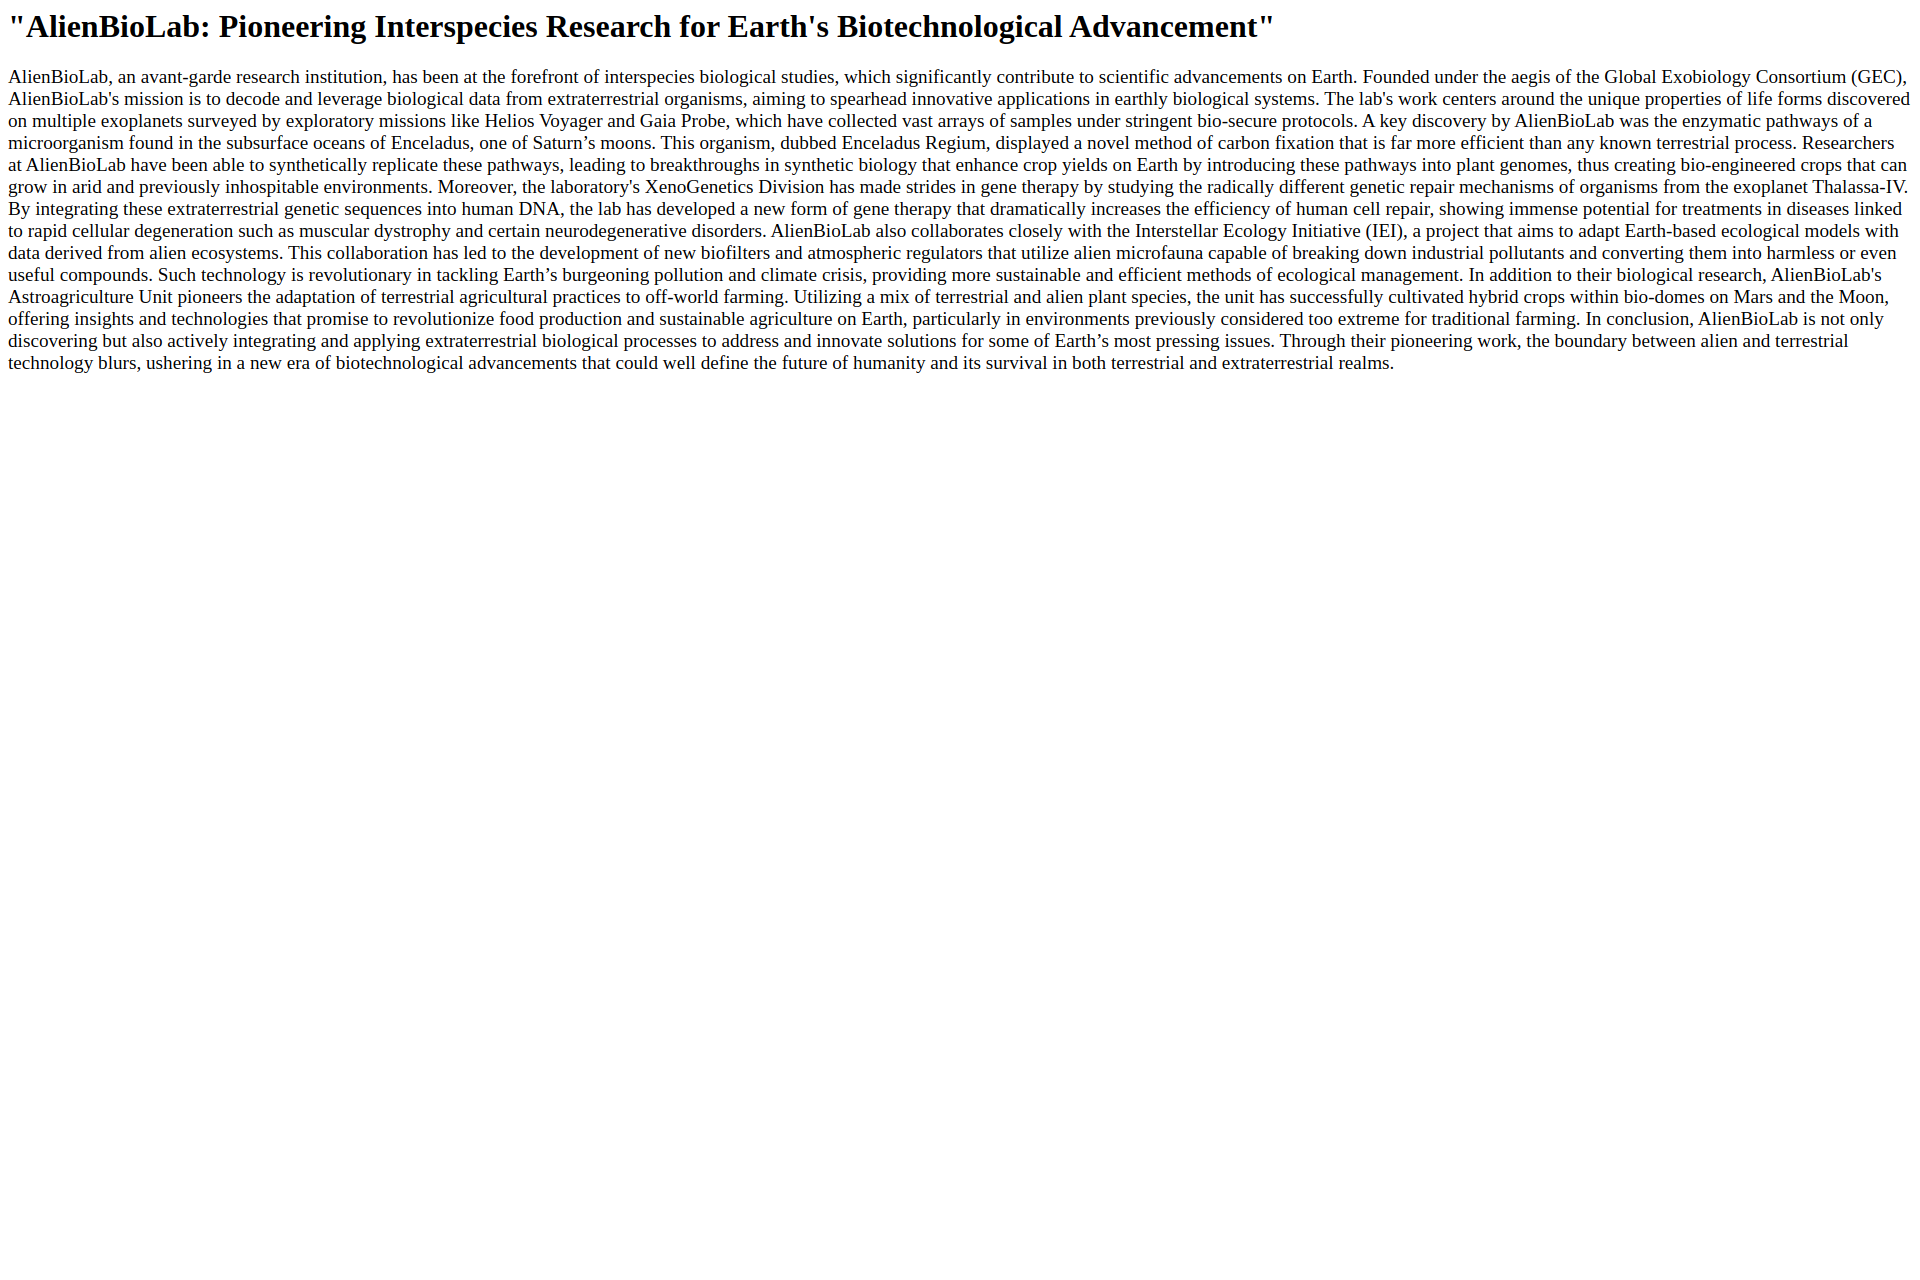 "AlienBioLab: Pioneering Interspecies Research for Earth's Biotechnological Advancement"
AlienBioLab, an avant-garde research institution, has been at the forefront of interspecies biological studies, which significantly contribute to scientific advancements on Earth. Founded under the aegis of the Global Exobiology Consortium (GEC),
AlienBioLab's mission is to decode and leverage biological data from extraterrestrial organisms, aiming to spearhead innovative applications in earthly biological systems. The lab's work centers around the unique properties of life forms discovered
on multiple exoplanets surveyed by exploratory missions like Helios Voyager and Gaia Probe, which have collected vast arrays of samples under stringent bio-secure protocols. A key discovery by AlienBioLab was the enzymatic pathways of a
microorganism found in the subsurface oceans of Enceladus, one of Saturn’s moons. This organism, dubbed Enceladus Regium, displayed a novel method of carbon fixation that is far more efficient than any known terrestrial process. Researchers
at AlienBioLab have been able to synthetically replicate these pathways, leading to breakthroughs in synthetic biology that enhance crop yields on Earth by introducing these pathways into plant genomes, thus creating bio-engineered crops that can
grow in arid and previously inhospitable environments. Moreover, the laboratory's XenoGenetics Division has made strides in gene therapy by studying the radically different genetic repair mechanisms of organisms from the exoplanet Thalassa-IV.
By integrating these extraterrestrial genetic sequences into human DNA, the lab has developed a new form of gene therapy that dramatically increases the efficiency of human cell repair, showing immense potential for treatments in diseases linked
to rapid cellular degeneration such as muscular dystrophy and certain neurodegenerative disorders. AlienBioLab also collaborates closely with the Interstellar Ecology Initiative (IEI), a project that aims to adapt Earth-based ecological models with
data derived from alien ecosystems. This collaboration has led to the development of new biofilters and atmospheric regulators that utilize alien microfauna capable of breaking down industrial pollutants and converting them into harmless or even
useful compounds. Such technology is revolutionary in tackling Earth’s burgeoning pollution and climate crisis, providing more sustainable and efficient methods of ecological management. In addition to their biological research, AlienBioLab's
Astroagriculture Unit pioneers the adaptation of terrestrial agricultural practices to off-world farming. Utilizing a mix of terrestrial and alien plant species, the unit has successfully cultivated hybrid crops within bio-domes on Mars and the Moon,
offering insights and technologies that promise to revolutionize food production and sustainable agriculture on Earth, particularly in environments previously considered too extreme for traditional farming. In conclusion, AlienBioLab is not only
discovering but also actively integrating and applying extraterrestrial biological processes to address and innovate solutions for some of Earth’s most pressing issues. Through their pioneering work, the boundary between alien and terrestrial
technology blurs, ushering in a new era of biotechnological advancements that could well define the future of humanity and its survival in both terrestrial and extraterrestrial realms.